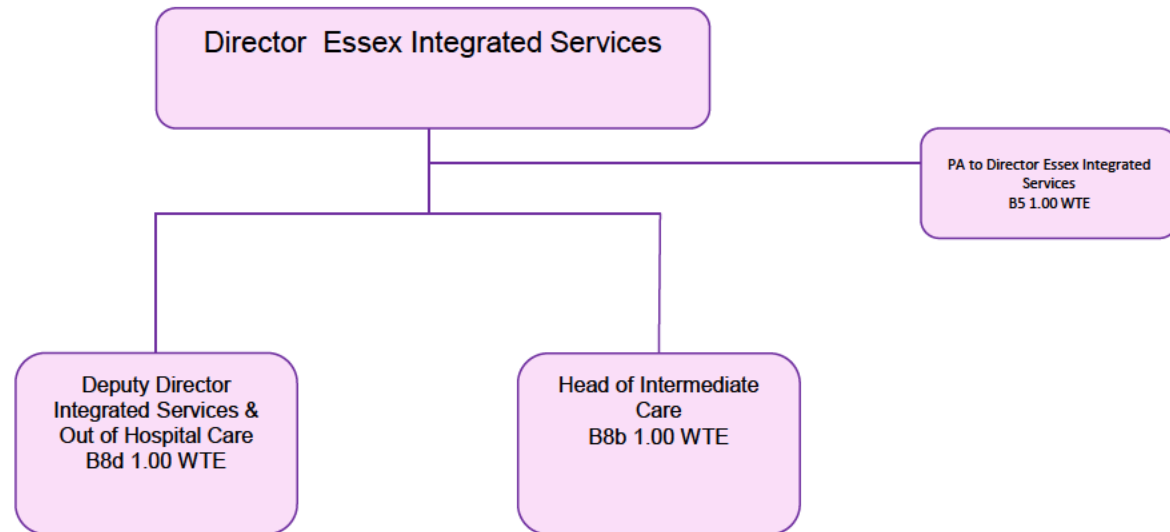 Director  Essex Integrated Services
PA to Director Essex Integrated
Services
B5 1.00 WTE
Deputy Director
Integrated Services &
Out of Hospital Care
B8d 1.00 WTE
Head of Intermediate
Care
B8b 1.00 WTE